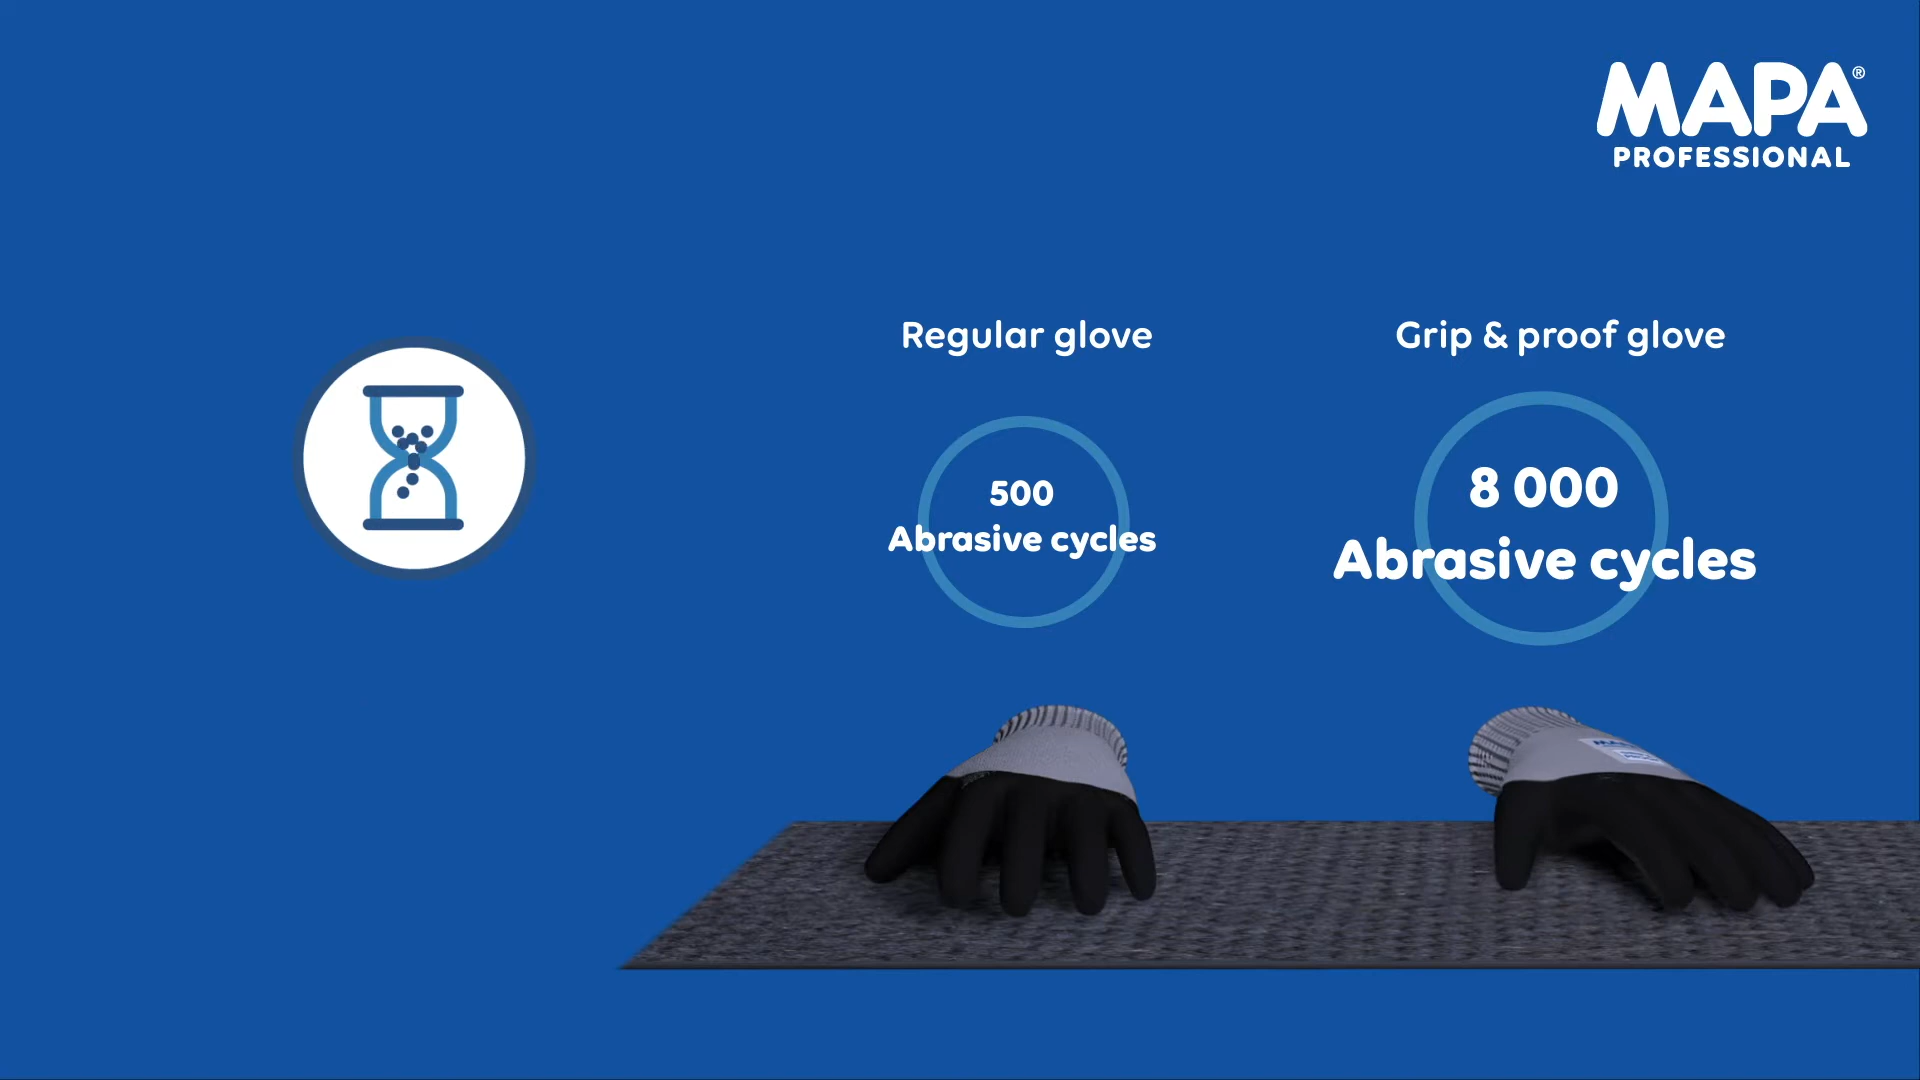 MAPA®
PROFESSIONAL
Regular glove
Grip & proof glove
500
Abrasive cycles
8 000
Abrasive cycles